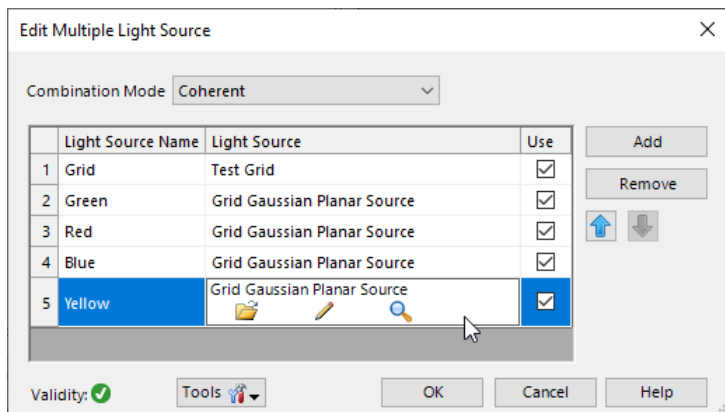 Edit Multiple Light Source
Combination Mode Coherent
Light Source Name Light Source Use
1 Grid Test Grid
2 Green Grid Gaussian Planar Source
3 Red Grid Gaussian Planar Source
4 Blue Grid Gaussian Planar Source
5 Yellow Grid Gaussian Planar Source
Add
Remove
Validity: Tools OK Cancel Help